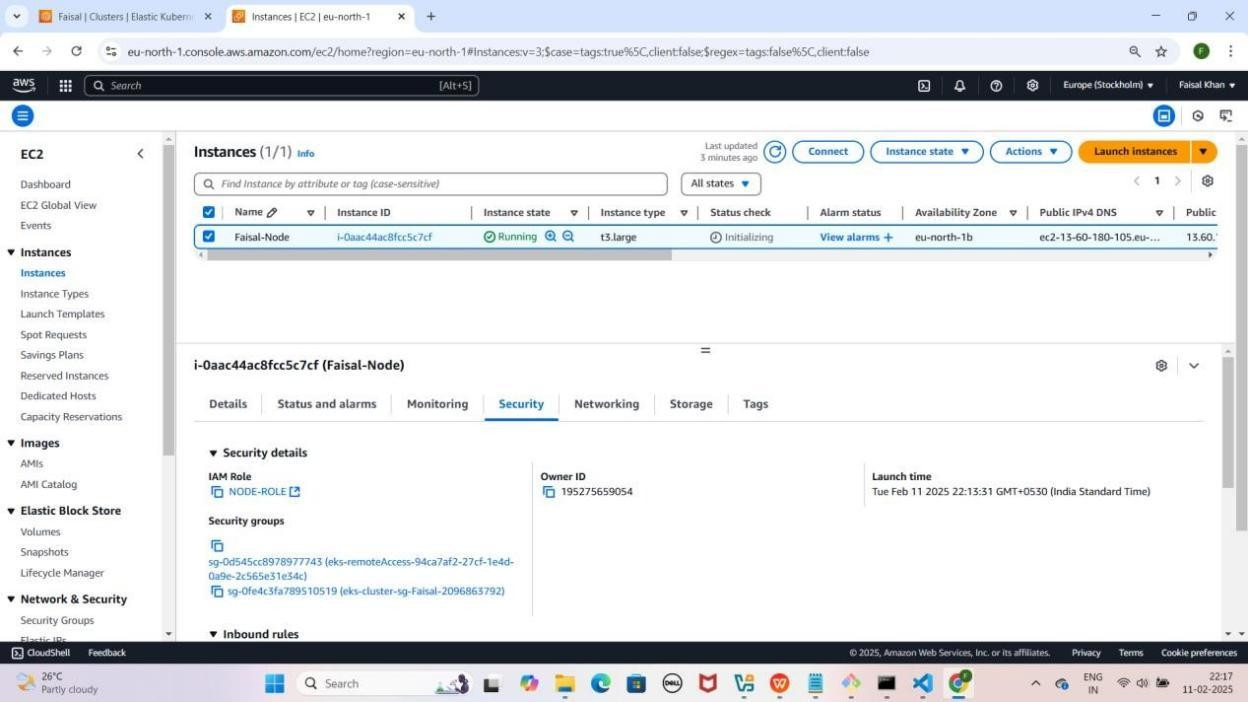 Faisal | Clusters | Elastic Kubern
Instances | EC2 | eu-north-1
eu-north-1.console.aws.amazon.com/ec2/home?region=eu-north-1#Instances:v=3;$case=tags:true%5C,client:false;$regex=tags:false%5C,client:false
F
aws
Search
[Alt+S]
Europe (Stockholm)
Faisal Khan
EC2
Dashboard
EC2 Global View
Events
Instances
Instances
Instance Types
Launch Templates
Spot Requests
Savings Plans
Reserved Instances
Dedicated Hosts
Capacity Reservations
Images
AMIs
AMI Catalog
Elastic Block Store
Volumes
Snapshots
Lifecycle Manager
Network & Security
Security Groups
Elastic IPs
Instances (1/1) Info
Last updated
3 minutes ago
Connect
Instance state
Actions
Launch instances
Find Instance by attribute or tag (case-sensitive)
All states
1
Name Instance ID Instance state Instance type Status check Alarm status Availability Zone Public IPv4 DNS Public
Faisal-Node i-0aac44ac8fcc5c7cf Running t3.large Initializing View alarms + eu-north-1b ec2-13-60-180-105.eu-... 13.60.
i-0aac44ac8fcc5c7cf (Faisal-Node)
Details Status and alarms Monitoring Security Networking Storage Tags
Security details
IAM Role
NODE-ROLE
Owner ID
195275659054
Launch time
Tue Feb 11 2025 22:13:31 GMT+0530 (India Standard Time)
Security groups
sg-0d545cc8978977743 (eks-remoteAccess-94ca7af2-27cf-1e4d-
0a9e-2c565e31e34c)
sg-0fe4c3fa789510519 (eks-cluster-sg-Faisal-2096863792)
Inbound rules
CloudShell Feedback
© 2025, Amazon Web Services, Inc. or its affiliates. Privacy Terms Cookie preferences
26°C
Partly cloudy
Search
DELL
ENG
IN
22:17
11-02-2025